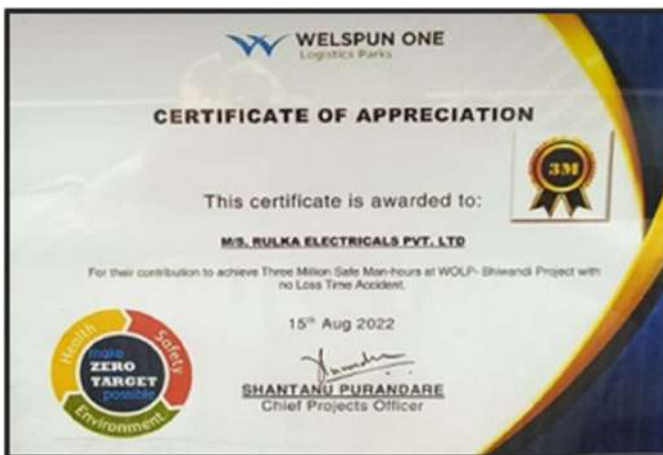 WELSPUN ONE
Logistics Parks
CERTIFICATE OF APPRECIATION
3M
This certificate is awarded to:
M/S. RULKA ELECTRICALS PVT. LTD
For their contribution to achieve Three Million Safe Man-hours at WOLP- Bhiwandi Project with
no Loss Time Accident.
15th Aug 2022
Health
Safety
Environment
make
ZERO
TARGET
possible
SHANTANU PURANDARE
Chief Projects Officer